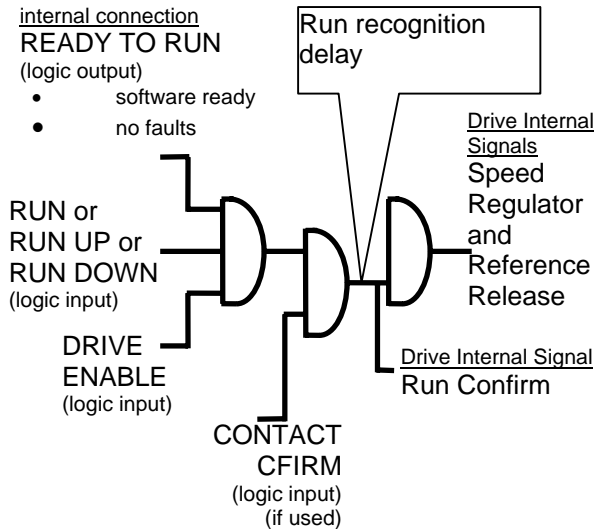 internal connection
READY TO RUN
(logic output)
• software ready
• no faults
Run recognition
delay
Drive Internal
Signals
Speed
Regulator
and
Reference
Release
RUN or
RUN UP or
RUN DOWN
(logic input)
DRIVE
ENABLE
(logic input)
Drive Internal Signal
Run Confirm
CONTACT
CFIRM
(logic input)
(if used)